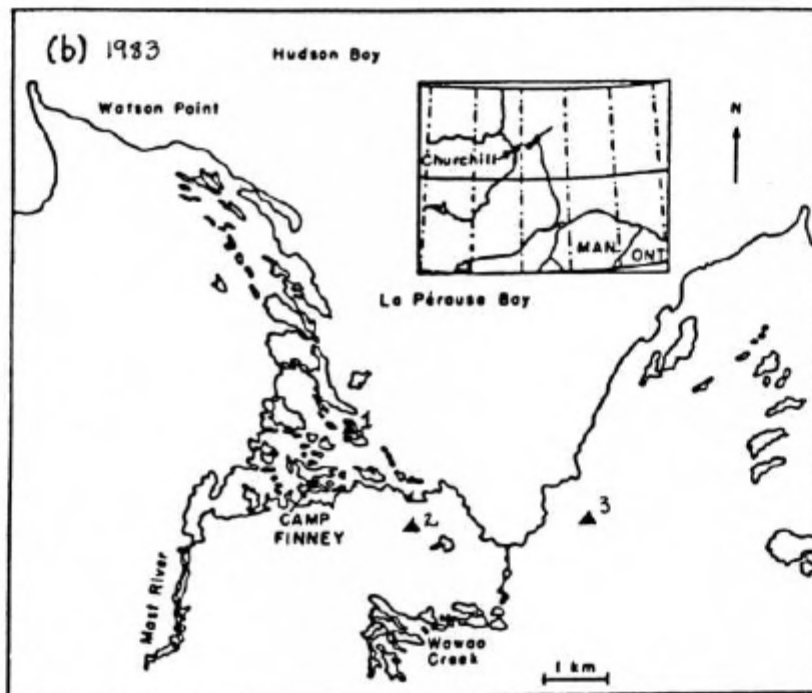 (b) 1983
Hudson Bay
Watson Point
N
Churchill
MAN.
ONT.
La Pérouse Bay
1
2
3
CAMP
FINNEY
Mast River
Wawao
Creek
1 km